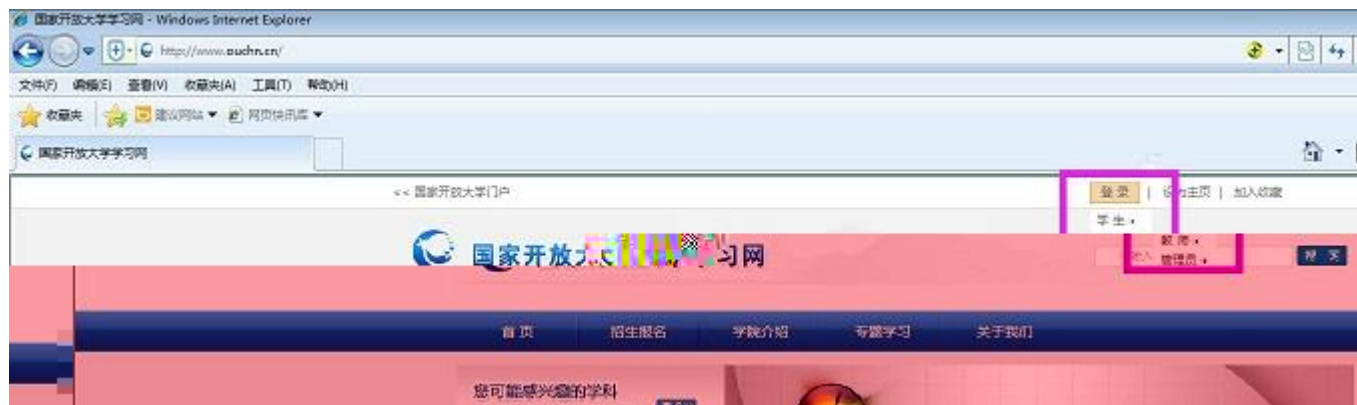 国家开放大学学习网 - Windows Internet Explorer
http://www.ouchn.cn/
文件(F) 编辑(E) 查看(V) 收藏夹(A) 工具(T) 帮助(H)
收藏夹 建议网站 网页快讯库
国家开放大学学习网
<< 国家开放大学门户 登录 | 设为主页 | 加入收藏
学生
国家开放 习网 教师
管理员
首页 招生报名 学院介绍 专题学习 关于我们
您可能感兴趣的学科